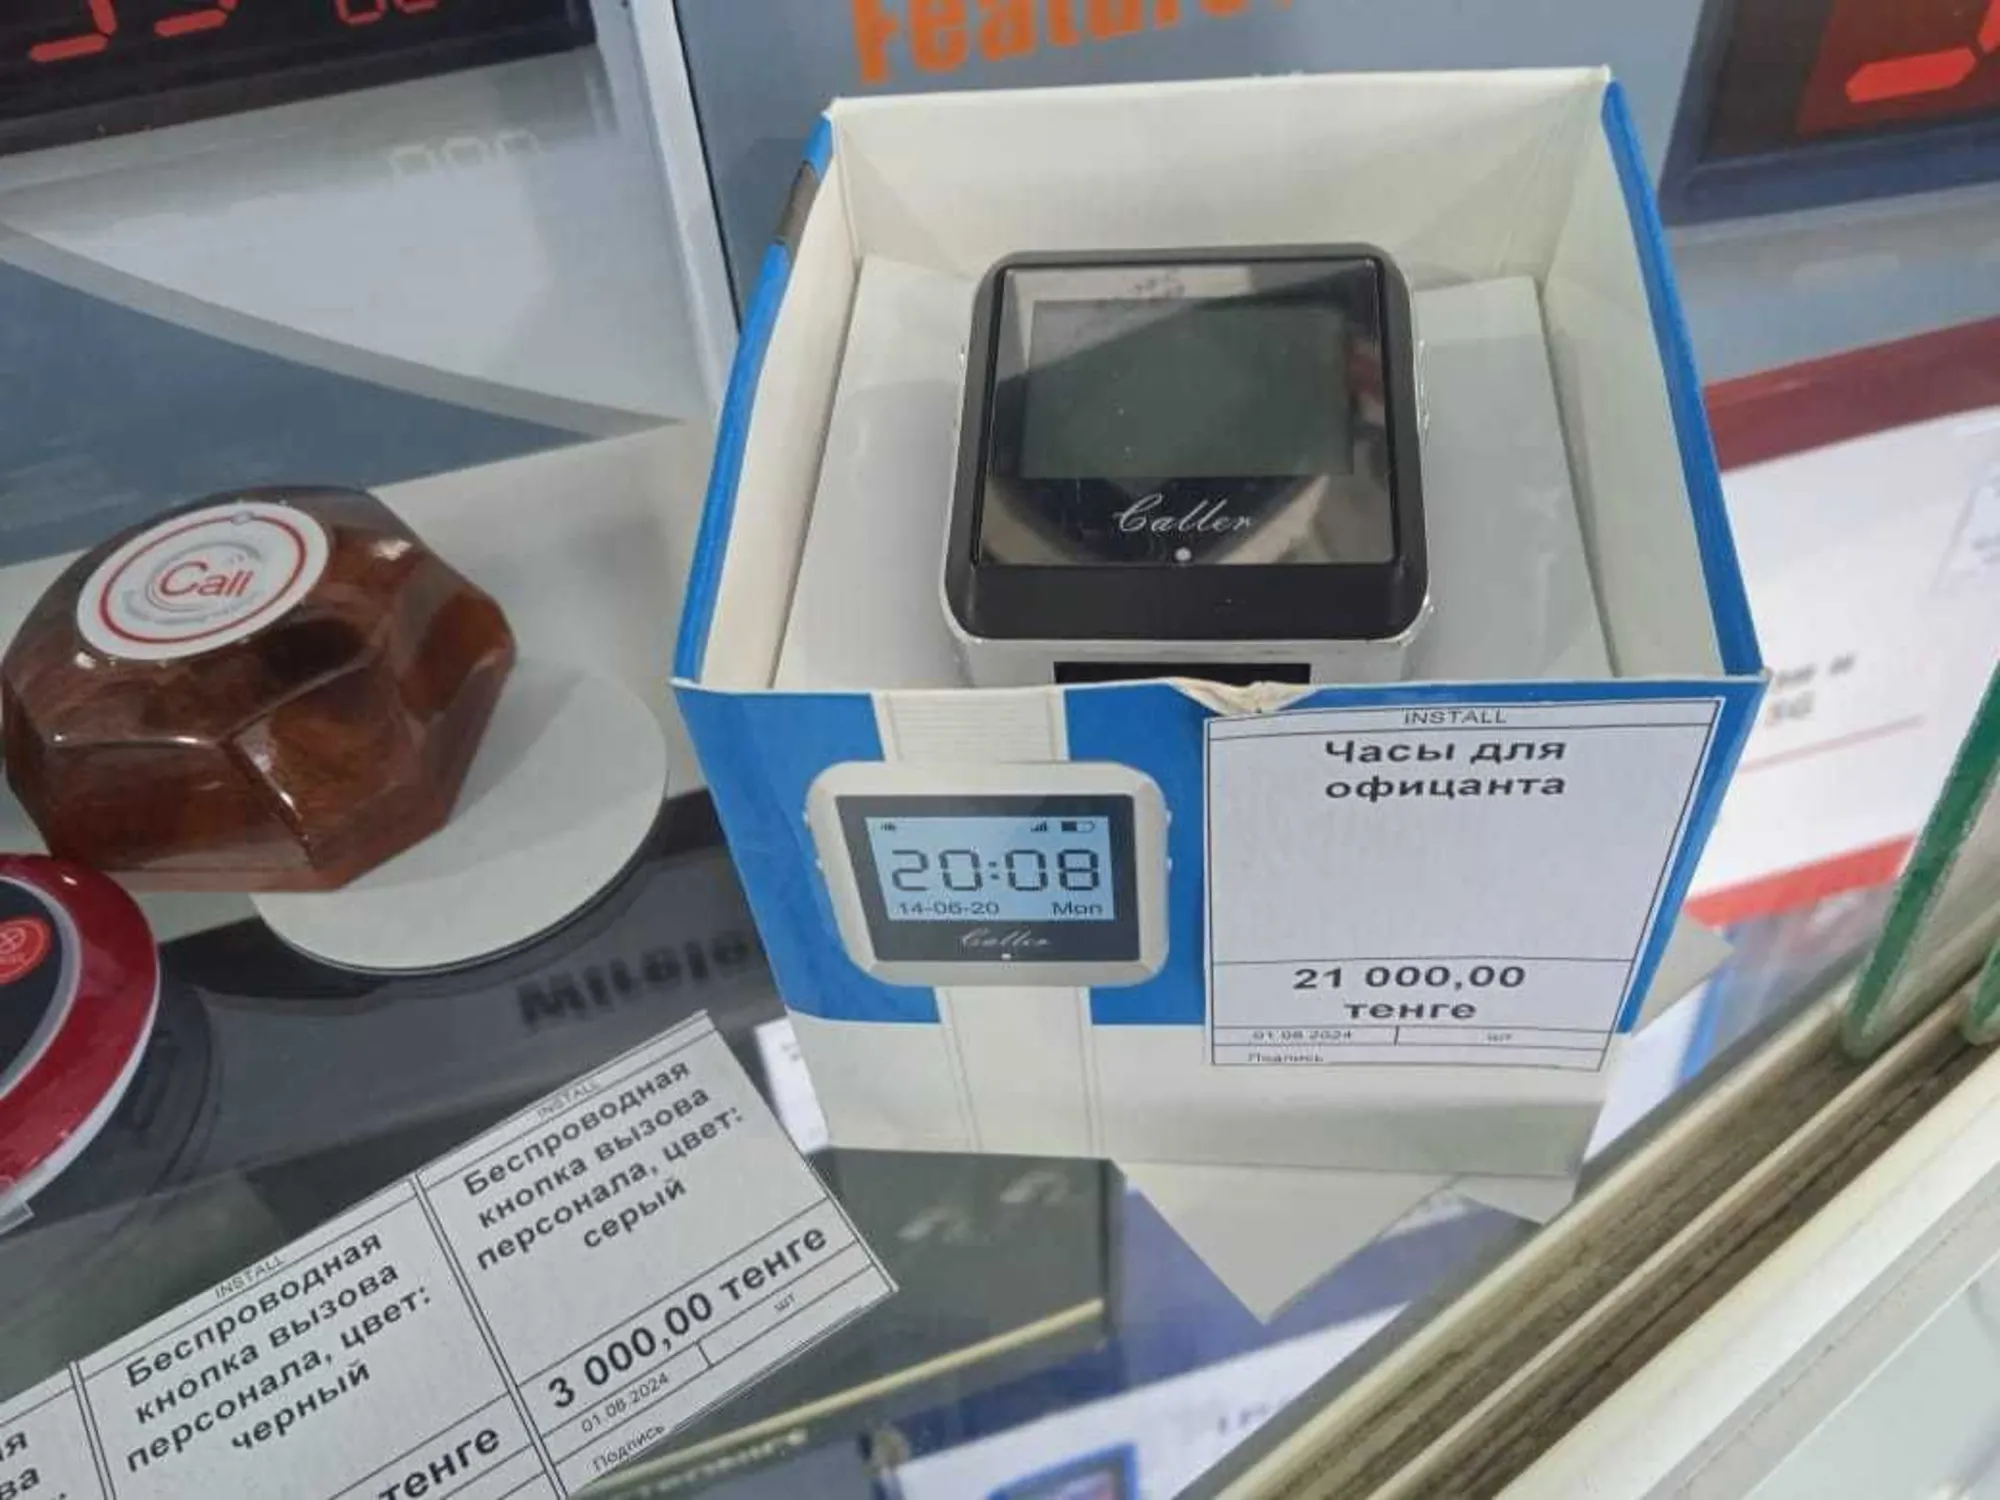 Feature
Call
Caller
INSTALL
Часы для
официанта
21 000,00
тенге
01.08.2024
шт
Подпись
20:08
14-06-20 Mon
Caller
INSTALL
Беспроводная
кнопка вызова
персонала, цвет:
серый
3 000,00 тенге
01.08.2024
шт
Подпись
INSTALL
Беспроводная
кнопка вызова
персонала, цвет:
черный
тенге